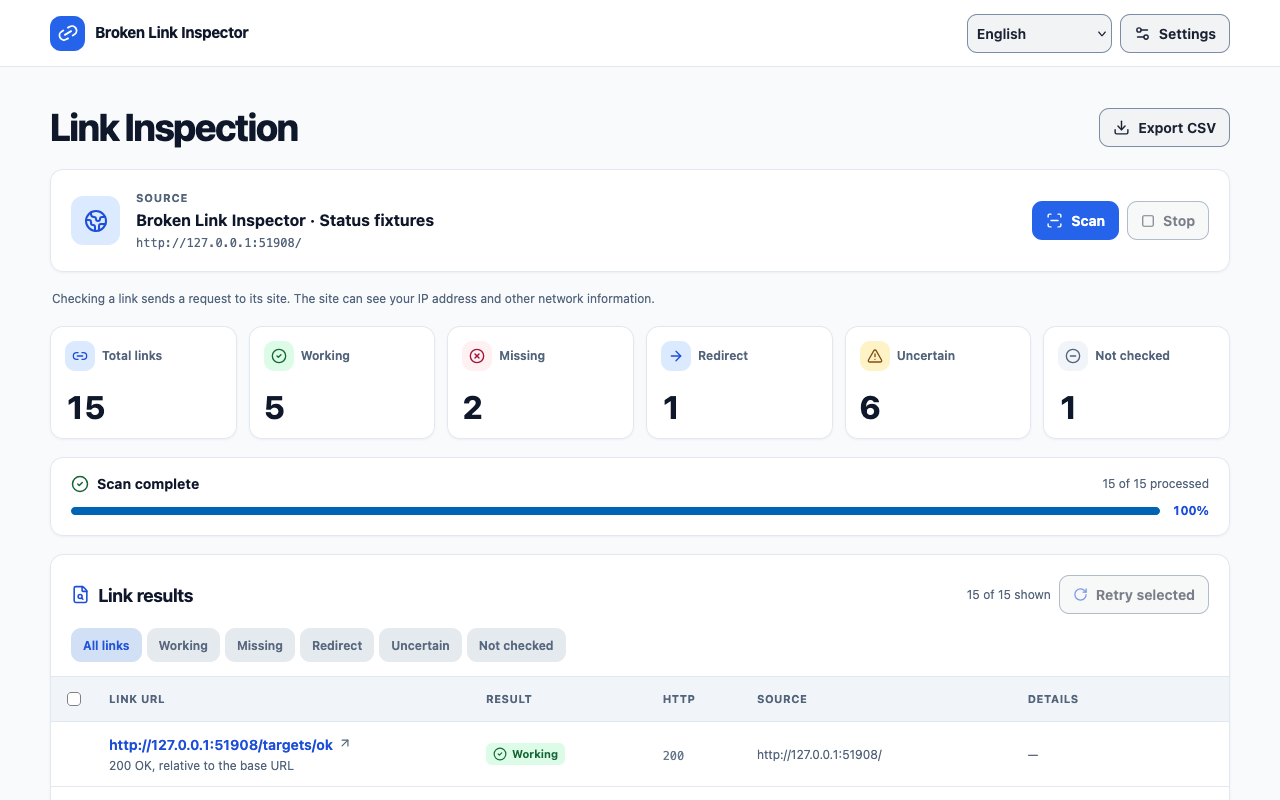 Broken Link Inspector
English
Settings
Link Inspection
Export CSV
SOURCE
Broken Link Inspector · Status fixtures
http://127.0.0.1:51908/
Scan
Stop
Checking a link sends a request to its site. The site can see your IP address and other network information.
Total links
15
Working
5
Missing
2
Redirect
1
Uncertain
6
Not checked
1
Scan complete
15 of 15 processed
100%
Link results
15 of 15 shown
Retry selected
All links
Working
Missing
Redirect
Uncertain
Not checked
LINK URL
RESULT
HTTP
SOURCE
DETAILS
http://127.0.0.1:51908/targets/ok
200 OK, relative to the base URL
Working
200
http://127.0.0.1:51908/
—